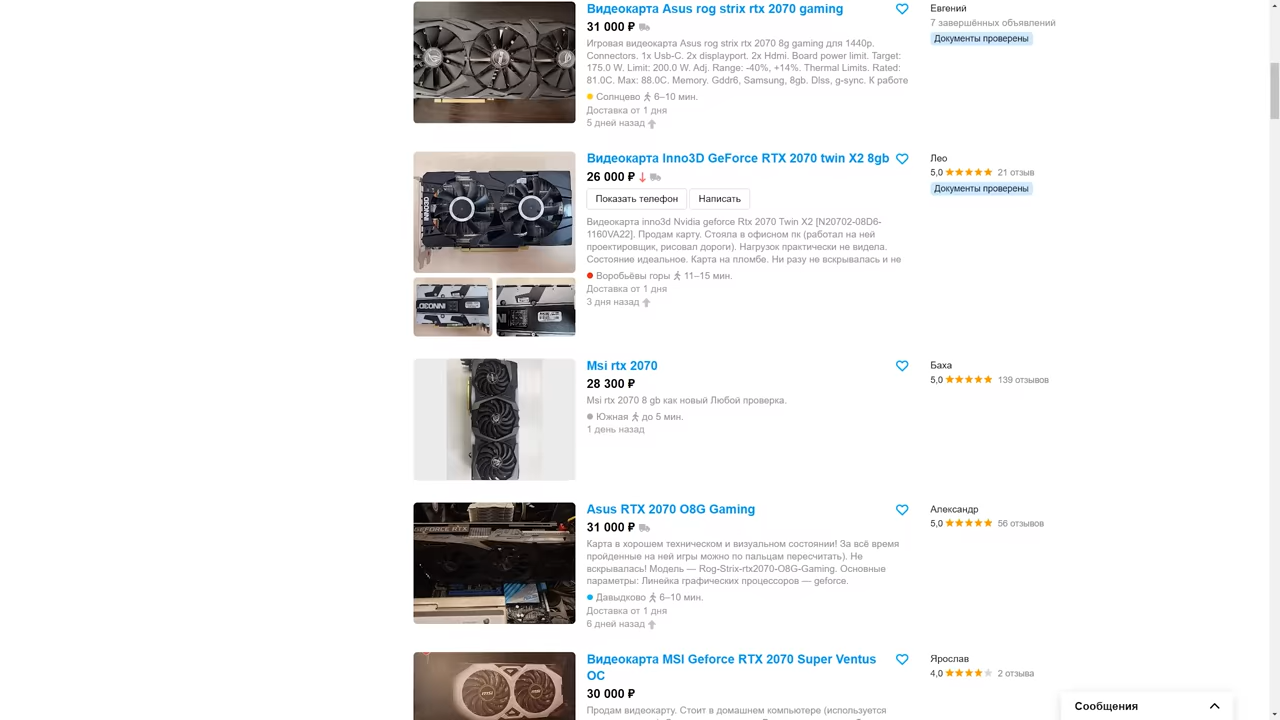 Видеокарта Asus rog strix rtx 2070 gaming
31 000 ₽
Игровая видеокарта Asus rog strix rtx 2070 8g gaming для 1440p.
Connectors. 1x Usb-C. 2x displayport. 2x Hdmi. Board power limit. Target:
175.0 W. Limit: 200.0 W. Adj. Range: -40%, +14%. Thermal Limits. Rated:
81.0C. Max: 88.0C. Memory. Gddr6, Samsung, 8gb. Dlss, g-sync. К работе
Солнцево 6–10 мин.
Доставка от 1 дня
5 дней назад
Евгений
7 завершённых объявлений
Документы проверены
Видеокарта Inno3D GeForce RTX 2070 twin X2 8gb
26 000 ₽
Показать телефон
Написать
Видеокарта inno3d Nvidia geforce Rtx 2070 Twin X2 [N20702-08D6-
1160VA22]. Продам карту. Стояла в офисном пк (работал на ней
проектировщик, рисовал дороги). Нагрузок практически не видела.
Состояние идеальное. Карта на пломбе. Ни разу не вскрывалась и не
Воробьёвы горы 11–15 мин.
Доставка от 1 дня
3 дня назад
Лео
5,0 21 отзыв
Документы проверены
Msi rtx 2070
28 300 ₽
Msi rtx 2070 8 gb как новый Любой проверка.
Южная до 5 мин.
1 день назад
Баха
5,0 139 отзывов
GEFORCE RTX
Asus RTX 2070 O8G Gaming
31 000 ₽
Карта в хорошем техническом и визуальном состоянии! За всё время
пройденные на ней игры можно по пальцам пересчитать). Не
вскрывалась! Модель — Rog-Strix-rtx2070-O8G-Gaming. Основные
параметры: Линейка графических процессоров — geforce.
Давыдково 6–10 мин.
Доставка от 1 дня
6 дней назад
Александр
5,0 56 отзывов
Видеокарта MSI Geforce RTX 2070 Super Ventus
OC
30 000 ₽
Продам видеокарту. Стоит в домашнем компьютере (используется
Ярослав
4,0 2 отзыва
Сообщения